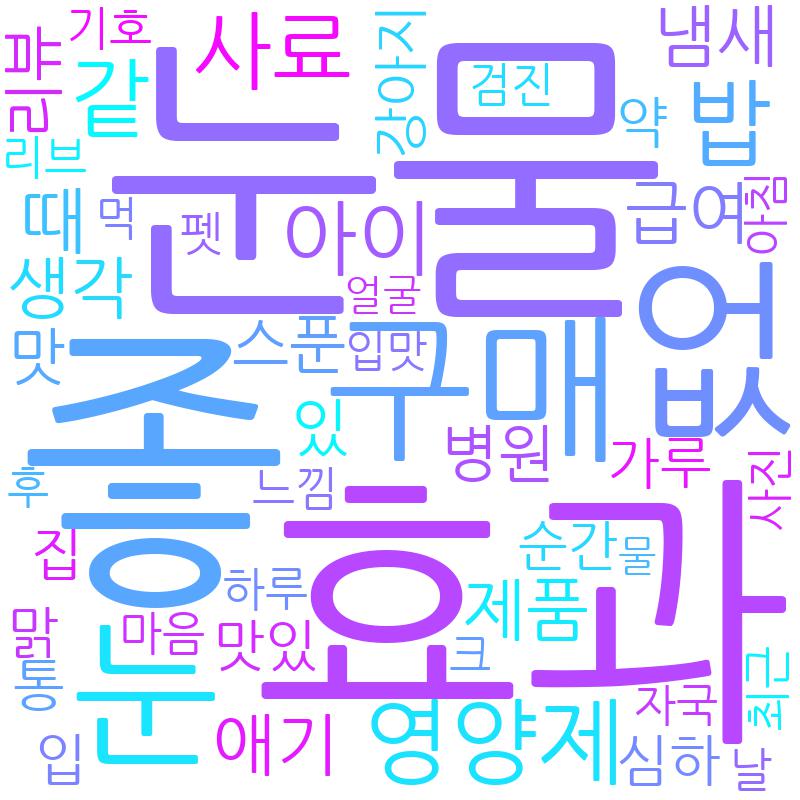 리뷰
기호
사료
강아지
냄새
같
눈물
검진
약
밥
리브
때
먹
펫
아이
급여
아침
생각
얼굴
없
맛
좋
스푼
구매
입맛
있
병원
가루
사진
후
느낌
효과
집
순간
물
하루
맑
마음
맛있
제품
크
통
눈
자국
최근
입
애기
영양제
심하
날